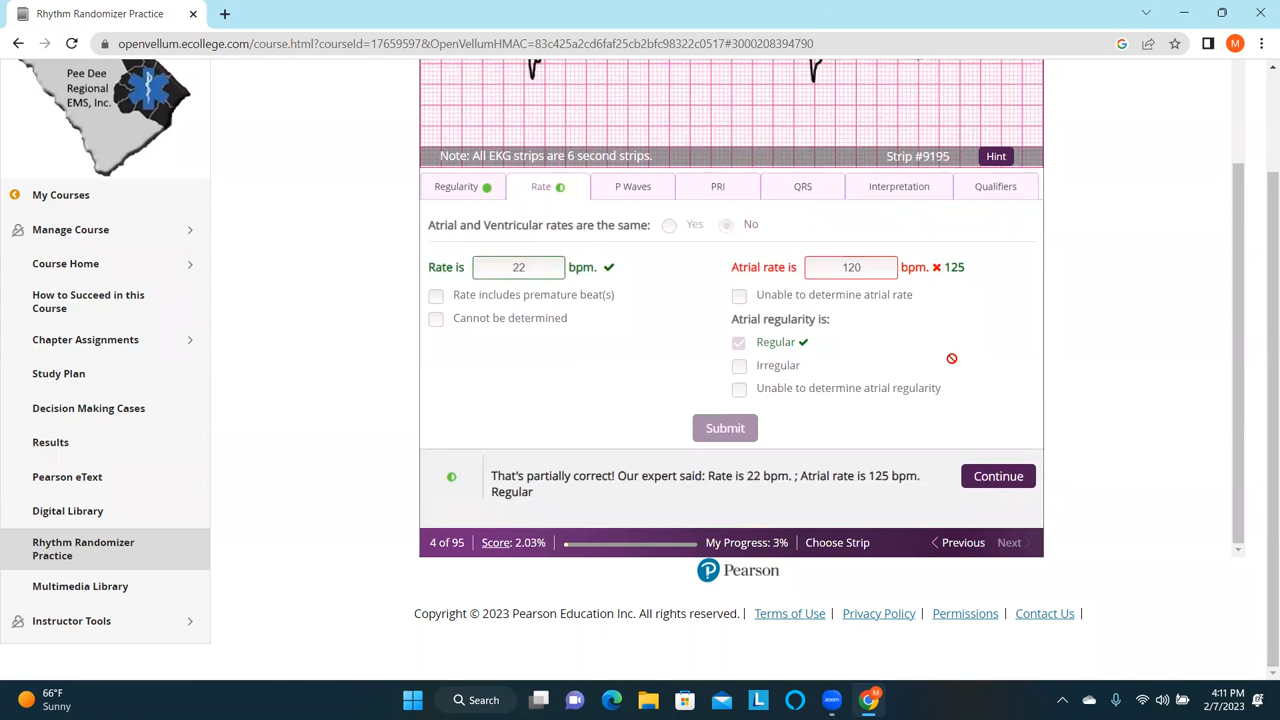 Rhythm Randomizer Practice
openvellum.ecollege.com/course.html?courseId=17659597&OpenVellumHMAC=18c425a2cd6faf25cb2bfc98322c0517#3000208394790
M
Pee Dee
Regional
EMS, Inc.
My Courses
Manage Course
Course Home
How to Succeed in this
Course
Chapter Assignments
Study Plan
Decision Making Cases
Results
Pearson eText
Digital Library
Rhythm Randomizer
Practice
Multimedia Library
Instructor Tools
Note: All EKG strips are 6 second strips. Strip #9195 Hint
Regularity Rate P Waves PRI QRS Interpretation Qualifiers
Atrial and Ventricular rates are the same: Yes No
Rate is 22 bpm. Atrial rate is 120 bpm. 125
Rate includes premature beat(s) Unable to determine atrial rate
Cannot be determined Atrial regularity is:
Regular
Irregular
Unable to determine atrial regularity
Submit
That's partially correct! Our expert said: Rate is 22 bpm. ; Atrial rate is 125 bpm.
Regular
Continue
4 of 95 Score: 2.03% My Progress: 3% Choose Strip Previous Next
Pearson
Copyright © 2023 Pearson Education Inc. All rights reserved. | Terms of Use | Privacy Policy | Permissions | Contact Us |
66°F
Sunny
Search
L
zoom
M
4:11 PM
2/7/2023